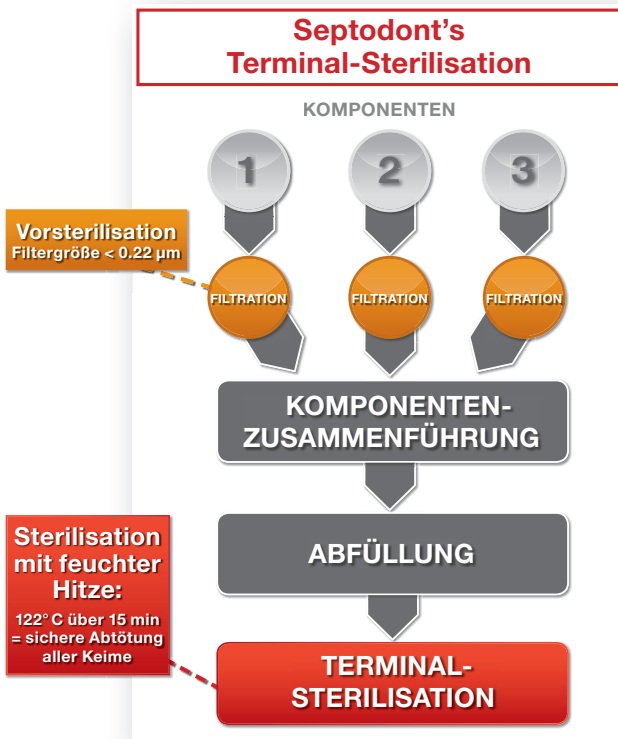 Septodont's
Terminal-Sterilisation
KOMPONENTEN
1
2
3
Vorsterilisation
Filtergröße < 0.22 µm
FILTRATION
FILTRATION
FILTRATION
KOMPONENTEN-
ZUSAMMENFÜHRUNG
ABFÜLLUNG
Sterilisation
mit feuchter
Hitze:
122° C über 15 min
= sichere Abtötung
aller Keime
TERMINAL-
STERILISATION